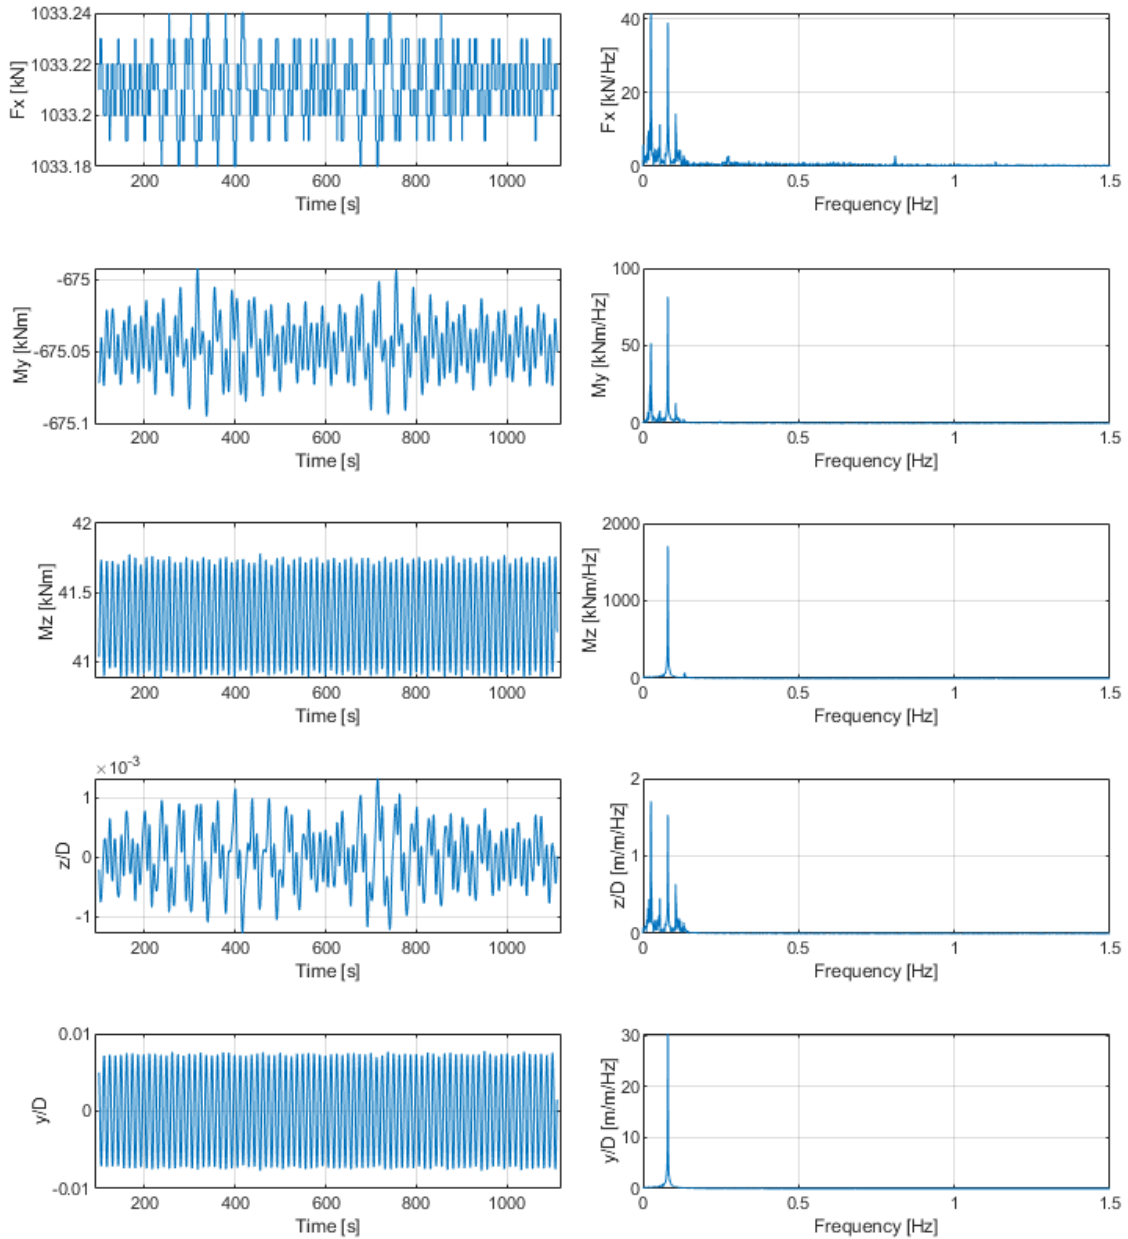 1033.24
1033.22
1033.2
1033.18
Fx [kN]
200 400 600 800 1000
Time [s]
40
20
0
Fx [kN/Hz]
0 0.5 1 1.5
Frequency [Hz]
-675
-675.05
-675.1
My [kNm]
200 400 600 800 1000
Time [s]
100
50
0
My [kNm/Hz]
0 0.5 1 1.5
Frequency [Hz]
42
41.5
41
Mz [kNm]
200 400 600 800 1000
Time [s]
2000
1000
0
Mz [kNm/Hz]
0 0.5 1 1.5
Frequency [Hz]
×10-3
1
0
-1
z/D
200 400 600 800 1000
Time [s]
2
1
0
z/D [m/m/Hz]
0 0.5 1 1.5
Frequency [Hz]
0.01
0
-0.01
y/D
200 400 600 800 1000
Time [s]
30
20
10
0
y/D [m/m/Hz]
0 0.5 1 1.5
Frequency [Hz]